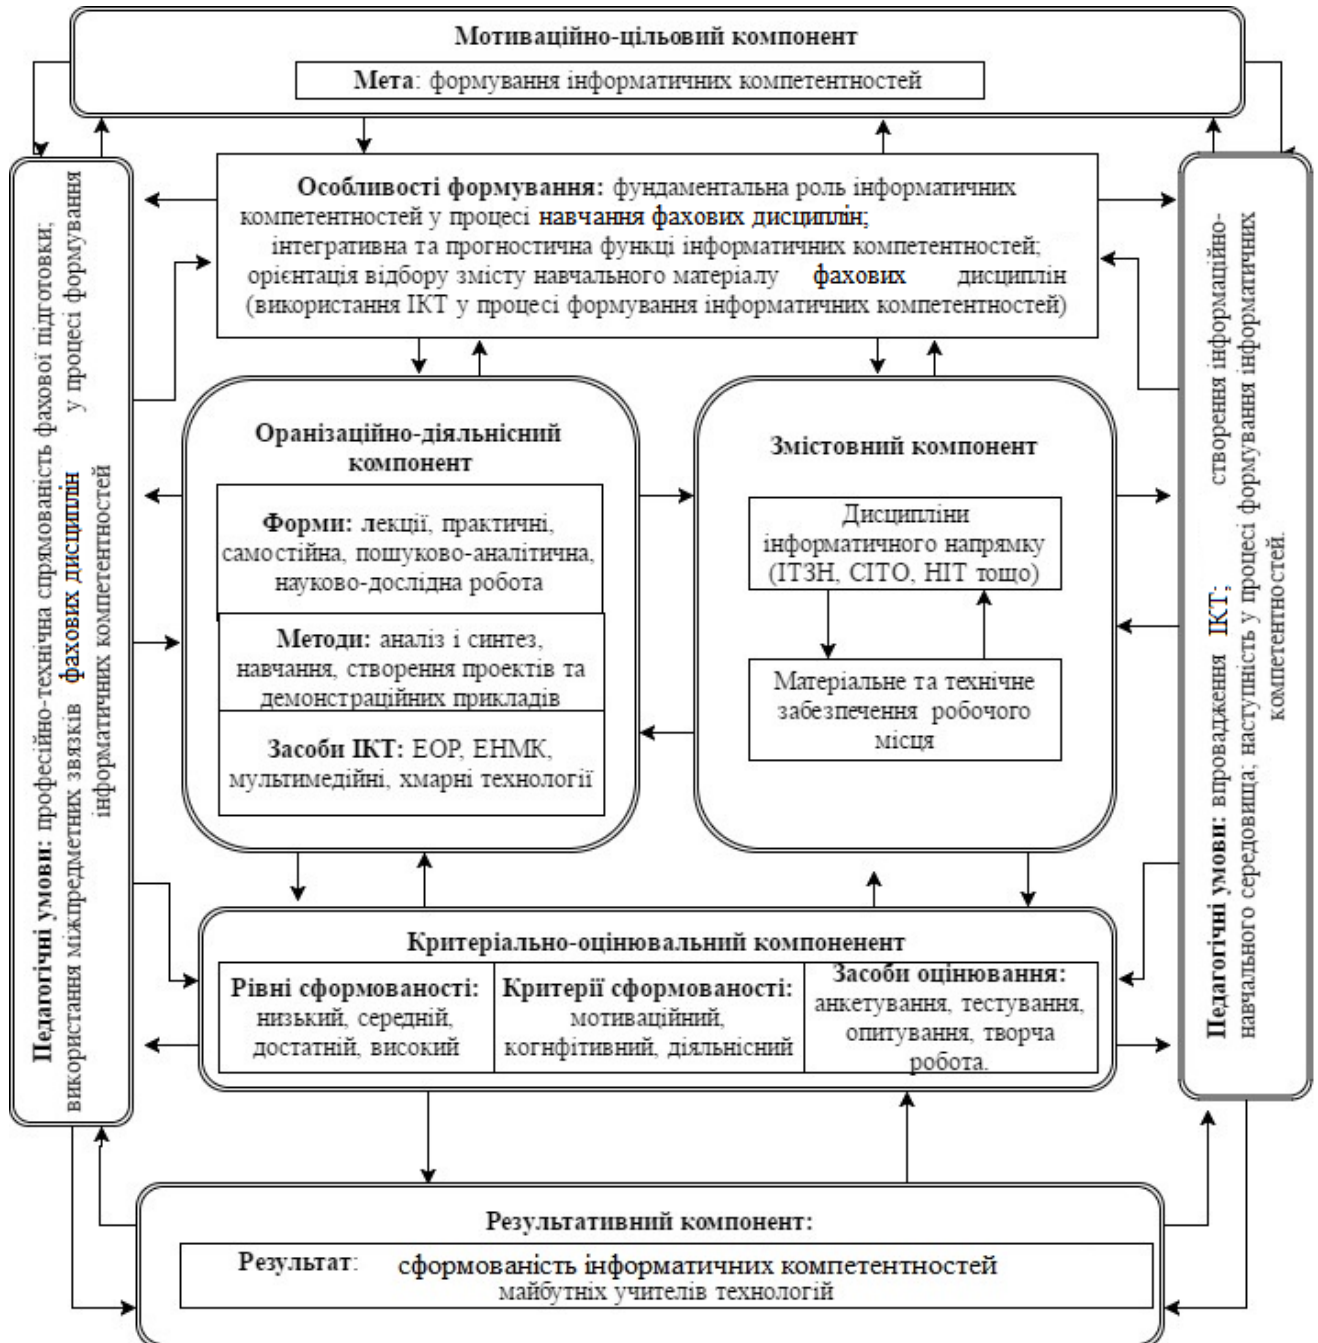 Мотиваційно-цільовий компонент
Мета: формування інформатичних компетентностей
Особливості формування: фундаментальна роль інформатичних
компетентностей у процесі навчання фахових дисциплін;
інтегративна та прогностична функці інформатичних компетентностей;
орієнтація відбору змісту навчального матеріалу фахових дисциплін
(використання ІКТ у процесі формування інформатичних компетентностей)
Педагогічні умови: професійно-технічна спрямованість фахової підготовки;
використання міжпредметних звязків фахових дисциплін у процесі формування
інформатичних компетентностей
Оранізаційно-діяльнісний
компонент
Форми: лекції, практичні,
самостійна, пошуково-аналітична,
науково-дослідна робота
Методи: аналіз і синтез,
навчання, створення проектів та
демонстраційних прикладів
Засоби ІКТ: ЕОР, ЕНМК,
мультимедійні, хмарні технології
Змістовний компонент
Дисципліни
інформатичного напрямку
(ІТЗН, СІТО, НІТ тощо)
Матеріальне та технічне
забезпечення робочого
місця
Педагогічні умови: впровадження ІКТ; створення інформаційно-
навчального середовища; наступність у процесі формування інформатичних
компетентностей.
Критеріально-оцінювальний компонент
Рівні сформованості:
низький, середній,
достатній, високий
Критерії сформованості:
мотиваційний,
когнфітивний, діяльнісний
Засоби оцінювання:
анкетування, тестування,
опитування, творча
робота.
Результативний компонент:
Результат: сформованість інформатичних компетентностей
майбутніх учителів технологій